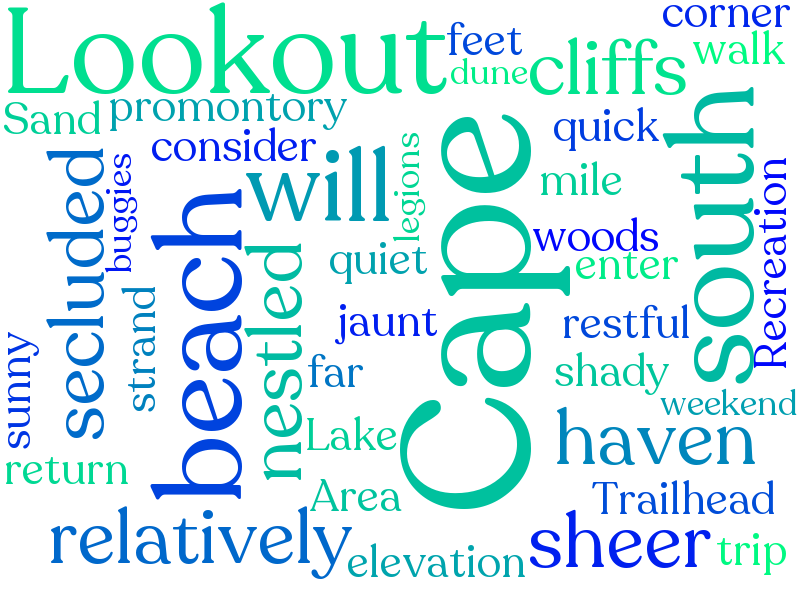 Lookout
feet
corner
dune
cliffs
walk
Sand
promontory
consider
quick
south
secluded
buggies
will
legions
Cape
mile
beach
nestled
quiet
woods
enter
Recreation
strand
jaunt
restful
sunny
far
shady
weekend
Lake
haven
return
Area
Trailhead
relatively
elevation
sheer
trip